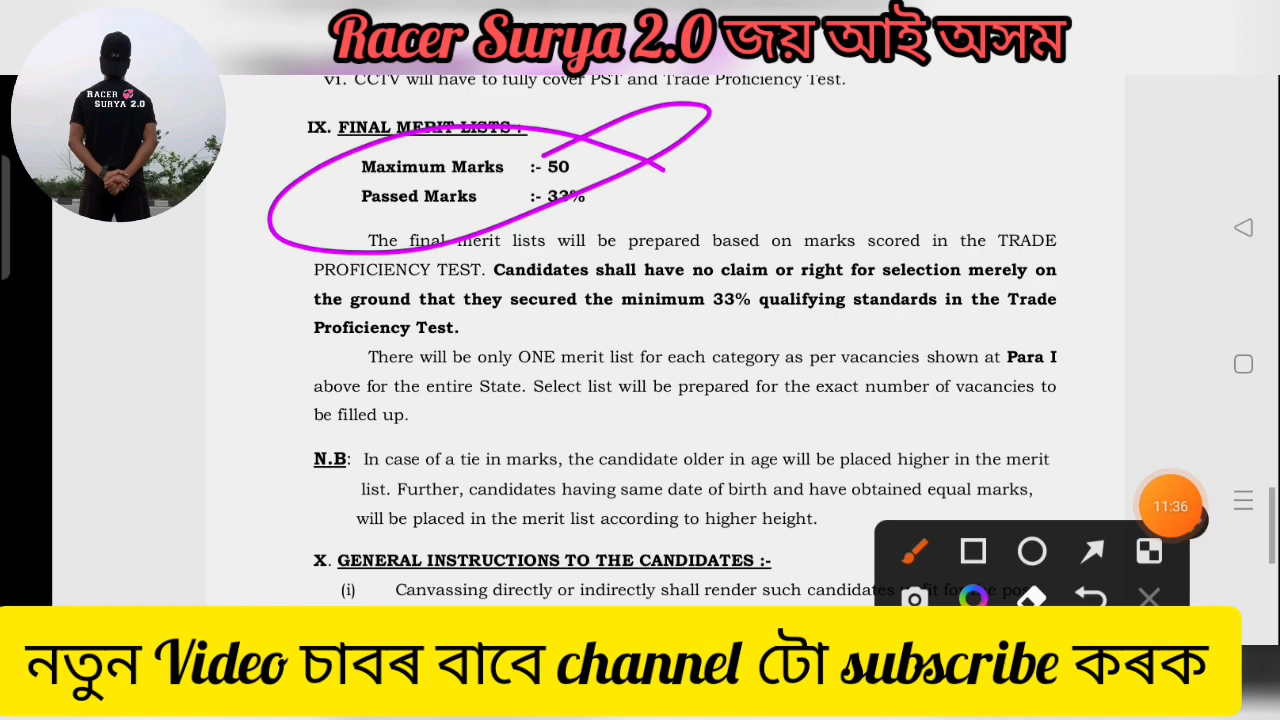 Racer Surya 2.0 জয় আই অসম
RACER
SURYA 2.0
vi. CCTV will have to fully cover PST and Trade Proficiency Test.
IX. FINAL MERIT LISTS :-
Maximum Marks :- 50
Passed Marks :- 33%
The final merit lists will be prepared based on marks scored in the TRADE
PROFICIENCY TEST. Candidates shall have no claim or right for selection merely on
the ground that they secured the minimum 33% qualifying standards in the Trade
Proficiency Test.
There will be only ONE merit list for each category as per vacancies shown at Para I
above for the entire State. Select list will be prepared for the exact number of vacancies to
be filled up.
N.B: In case of a tie in marks, the candidate older in age will be placed higher in the merit
list. Further, candidates having same date of birth and have obtained equal marks,
will be placed in the merit list according to higher height.
11:36
X. GENERAL INSTRUCTIONS TO THE CANDIDATES :-
(i) Canvassing directly or indirectly shall render such candidates for the
নতুন Video চাবৰ বাবে channel টো subscribe কৰক